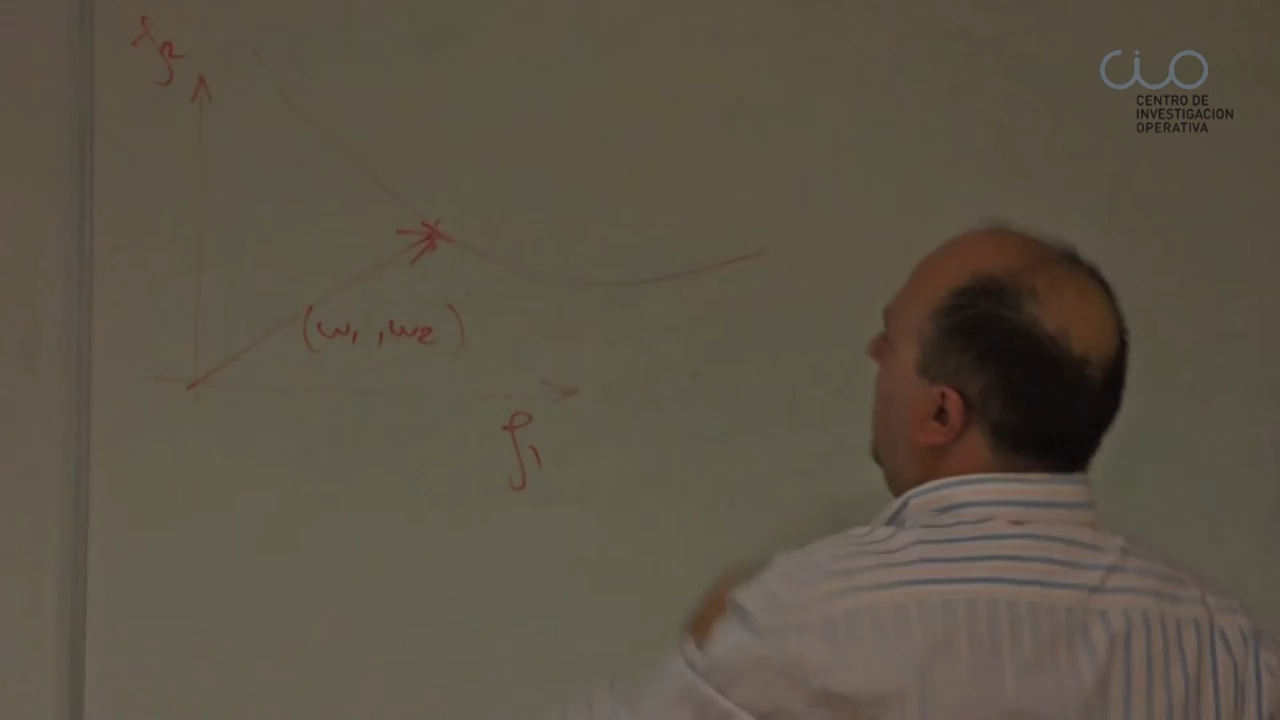 f2
CIO
CENTRO DE
INVESTIGACION
OPERATIVA
(w1, w2)
f1